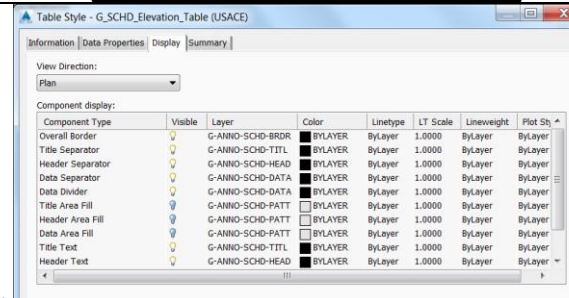 Table Style - G_SCHD_Elevation_Table (USACE)
Information Data Properties Display Summary
View Direction:
Plan
Component display:
Component Type Visible Layer Color Linetype LT Scale Lineweight Plot Sty
Overall Border G-ANNO-SCHD-BRDR BYLAYER ByLayer 1.0000 ByLayer ByLayer
Title Separator G-ANNO-SCHD-TITL BYLAYER ByLayer 1.0000 ByLayer ByLayer
Header Separator G-ANNO-SCHD-HEAD BYLAYER ByLayer 1.0000 ByLayer ByLayer
Data Separator G-ANNO-SCHD-DATA BYLAYER ByLayer 1.0000 ByLayer ByLayer
Data Divider G-ANNO-SCHD-DATA BYLAYER ByLayer 1.0000 ByLayer ByLayer
Title Area Fill G-ANNO-SCHD-PATT BYLAYER ByLayer 1.0000 ByLayer ByLayer
Header Area Fill G-ANNO-SCHD-PATT BYLAYER ByLayer 1.0000 ByLayer ByLayer
Data Area Fill G-ANNO-SCHD-PATT BYLAYER ByLayer 1.0000 ByLayer ByLayer
Title Text G-ANNO-SCHD-TITL BYLAYER ByLayer 1.0000 ByLayer ByLayer
Header Text G-ANNO-SCHD-HEAD BYLAYER ByLayer 1.0000 ByLayer ByLayer